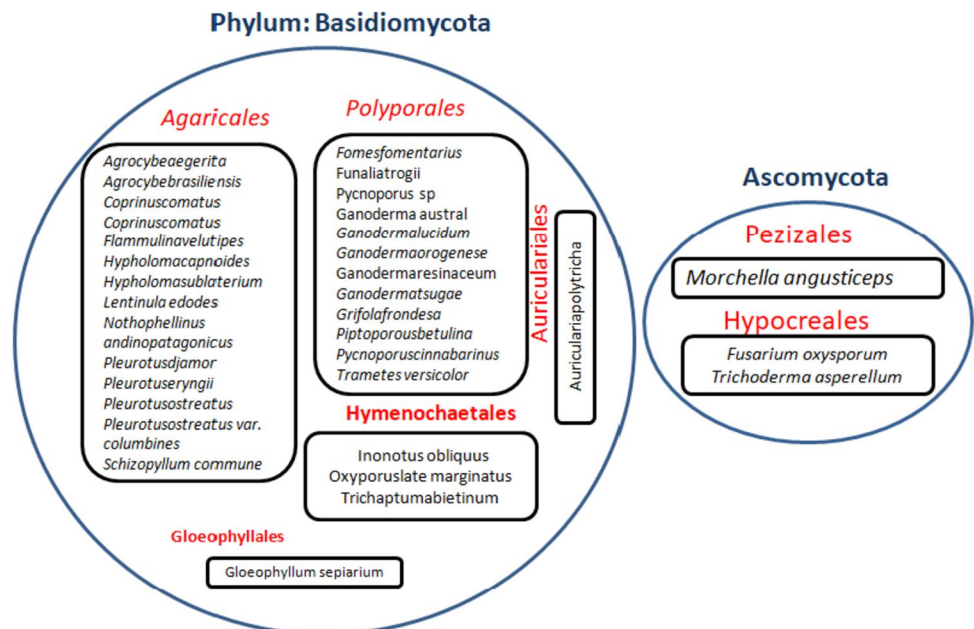 Phylum: Basidiomycota
Agaricales
Agrocybeaegerita
Agrocybebrasiliensis
Coprinuscomatus
Coprinuscomatus
Flammulinavelutipes
Hypholomacapnoides
Hypholomasublaterium
Lentinula edodes
Nothophellinus
andinopatagonicus
Pleurotusdjamor
Pleurotuseryngii
Pleurotusostreatus
Pleurotusostreatus var.
columbines
Schizopyllum commune
Polyporales
Fomesfomentarius
Funaliatrogii
Pycnoporus sp
Ganoderma austral
Ganodermalucidum
Ganodermaorogenese
Ganodermaresinaceum
Ganodermatsugae
Grifolafrondesa
Piptoporousbetulina
Pycnoporuscinnabarinus
Trametes versicolor
Auriculariales
Auriculariapolytricha
Hymenochaetales
Inonotus obliquus
Oxyporuslate marginatus
Trichaptumabietinum
Gloeophyllales
Gloeophyllum sepiarium
Ascomycota
Pezizales
Morchella angusticeps
Hypocreales
Fusarium oxysporum
Trichoderma asperellum